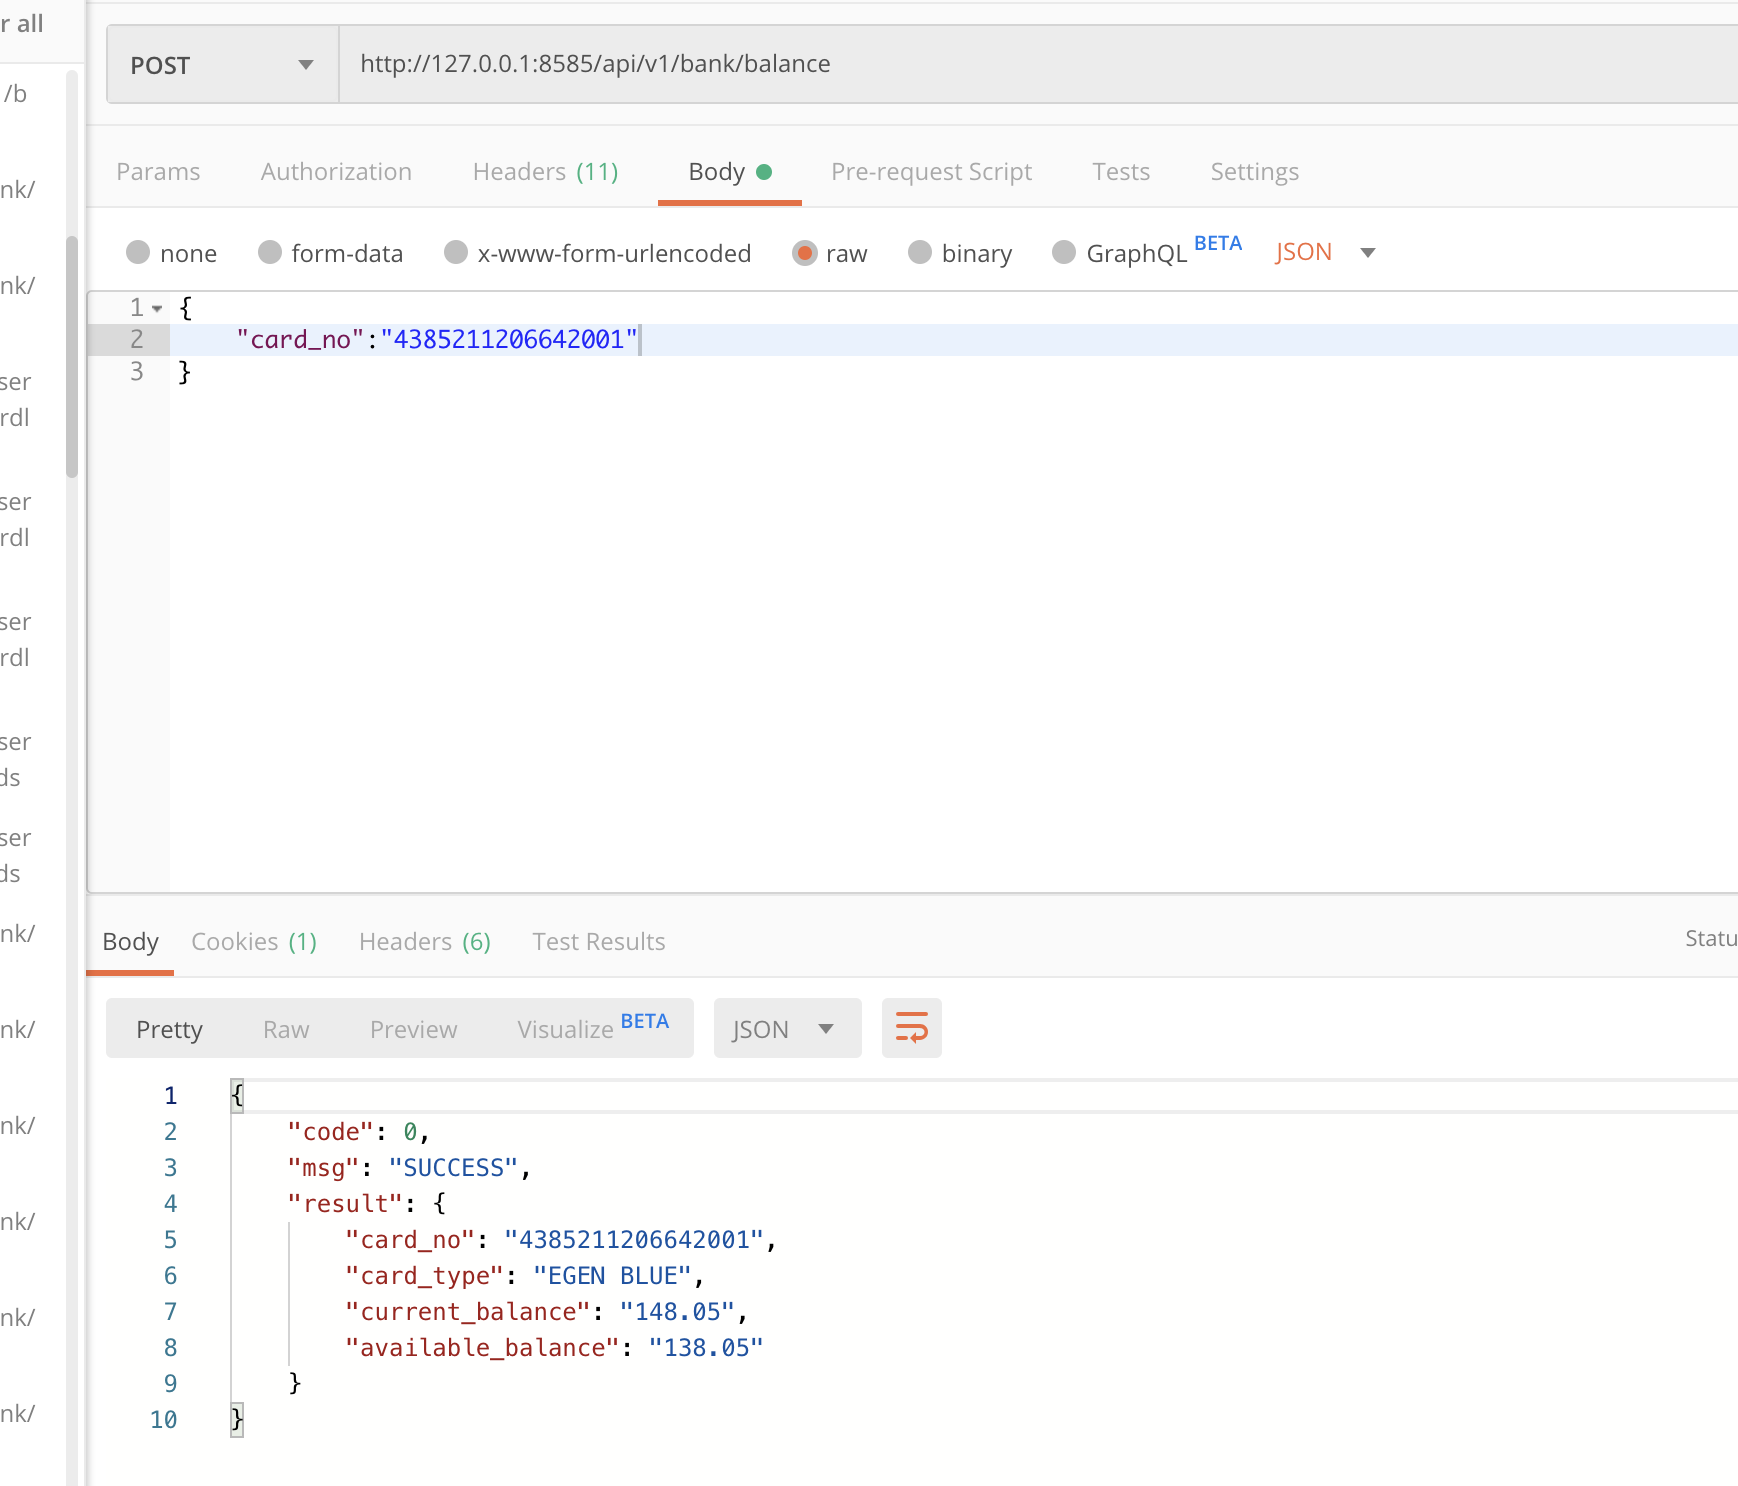 r all
/b
nk/
nk/
ser
rdl
ser
rdl
ser
rdl
ser
ds
ser
ds
nk/
nk/
nk/
nk/
nk/
nk/
POST http://127.0.0.1:8585/api/v1/bank/balance
Params Authorization Headers (11) Body Pre-request Script Tests Settings
none form-data x-www-form-urlencoded raw binary GraphQL BETA JSON
1 {
2 "card_no":"4385211206642001"
3 }
Body Cookies (1) Headers (6) Test Results Statu
Pretty Raw Preview Visualize BETA JSON
1 {
2 "code": 0,
3 "msg": "SUCCESS",
4 "result": {
5 "card_no": "4385211206642001",
6 "card_type": "EGEN BLUE",
7 "current_balance": "148.05",
8 "available_balance": "138.05"
9 }
10 }